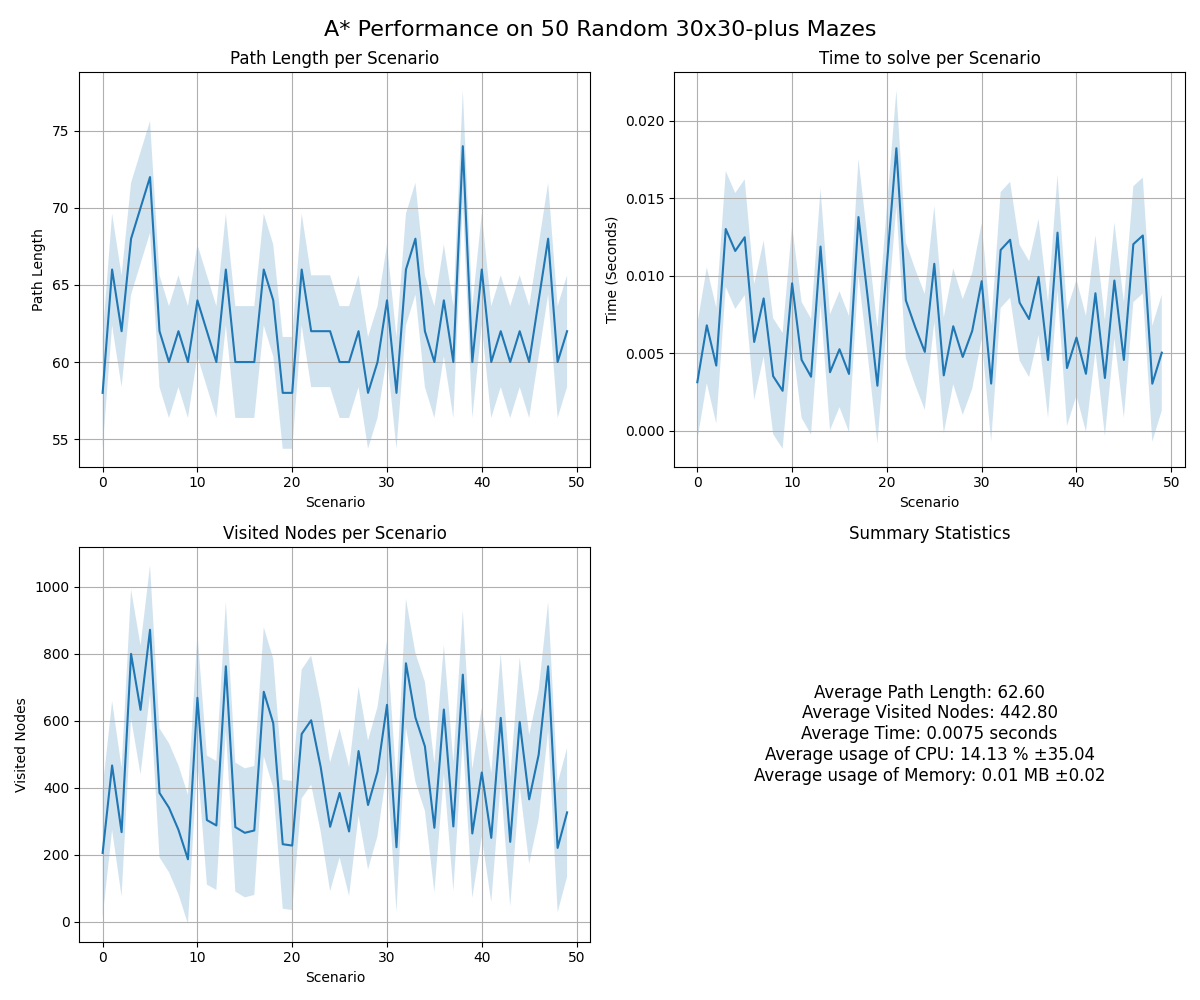 A* Performance on 50 Random 30x30-plus Mazes
Path Length per Scenario
75
70
65
60
55
Path Length
0 10 20 30 40 50
Scenario
Time to solve per Scenario
0.020
0.015
0.010
0.005
0.000
Time (Seconds)
0 10 20 30 40 50
Scenario
Visited Nodes per Scenario
1000
800
600
400
200
0
Visited Nodes
0 10 20 30 40 50
Scenario
Summary Statistics
Average Path Length: 62.60
Average Visited Nodes: 442.80
Average Time: 0.0075 seconds
Average usage of CPU: 14.13 % ±35.04
Average usage of Memory: 0.01 MB ±0.02